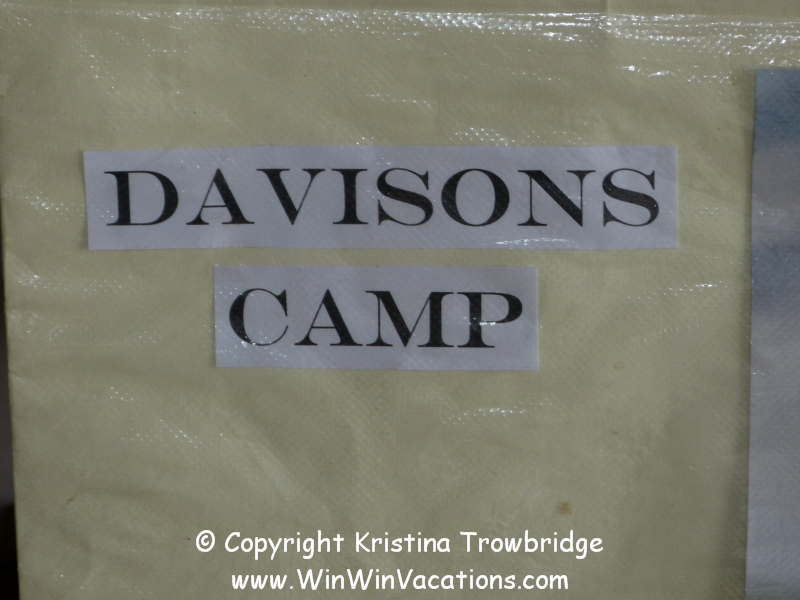 DAVISONS
CAMP
© Copyright Kristina Trowbridge
www.WinWinVacations.com